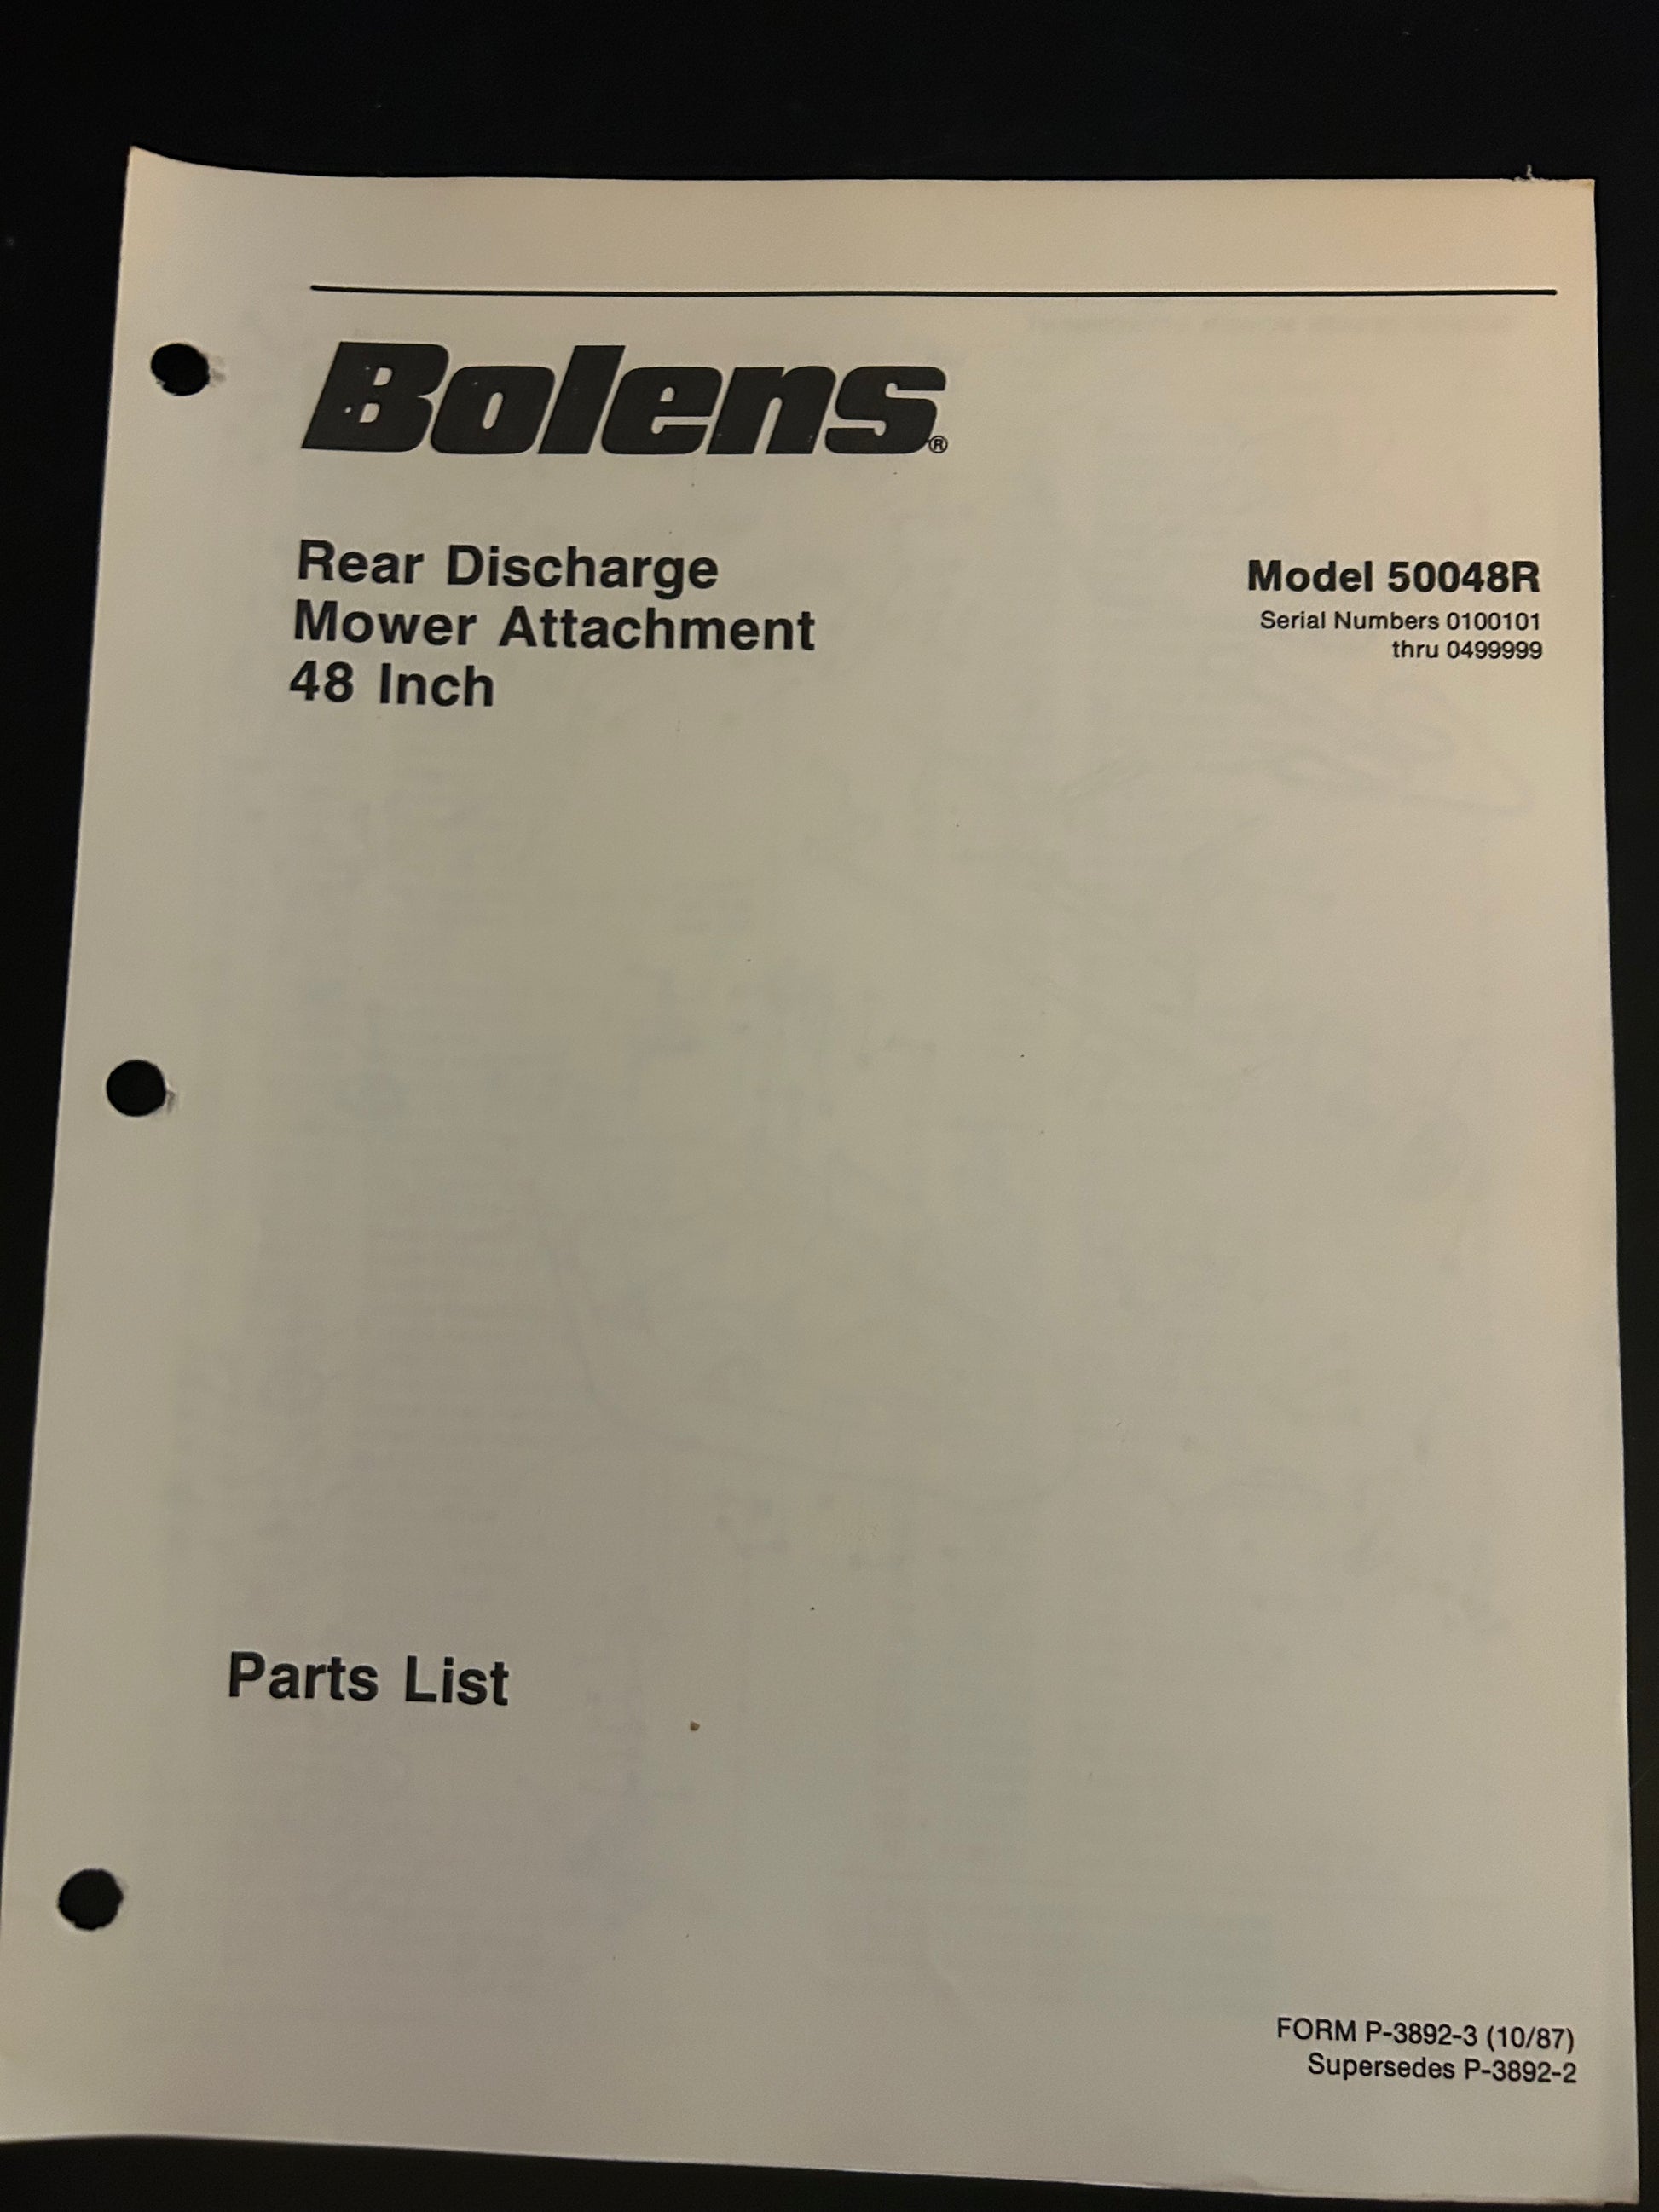 Bolens®
Rear Discharge
Mower Attachment
48 Inch
Model 50048R
Serial Numbers 0100101
thru 0499999
Parts List
FORM P-3892-3 (10/87)
Supersedes P-3892-2